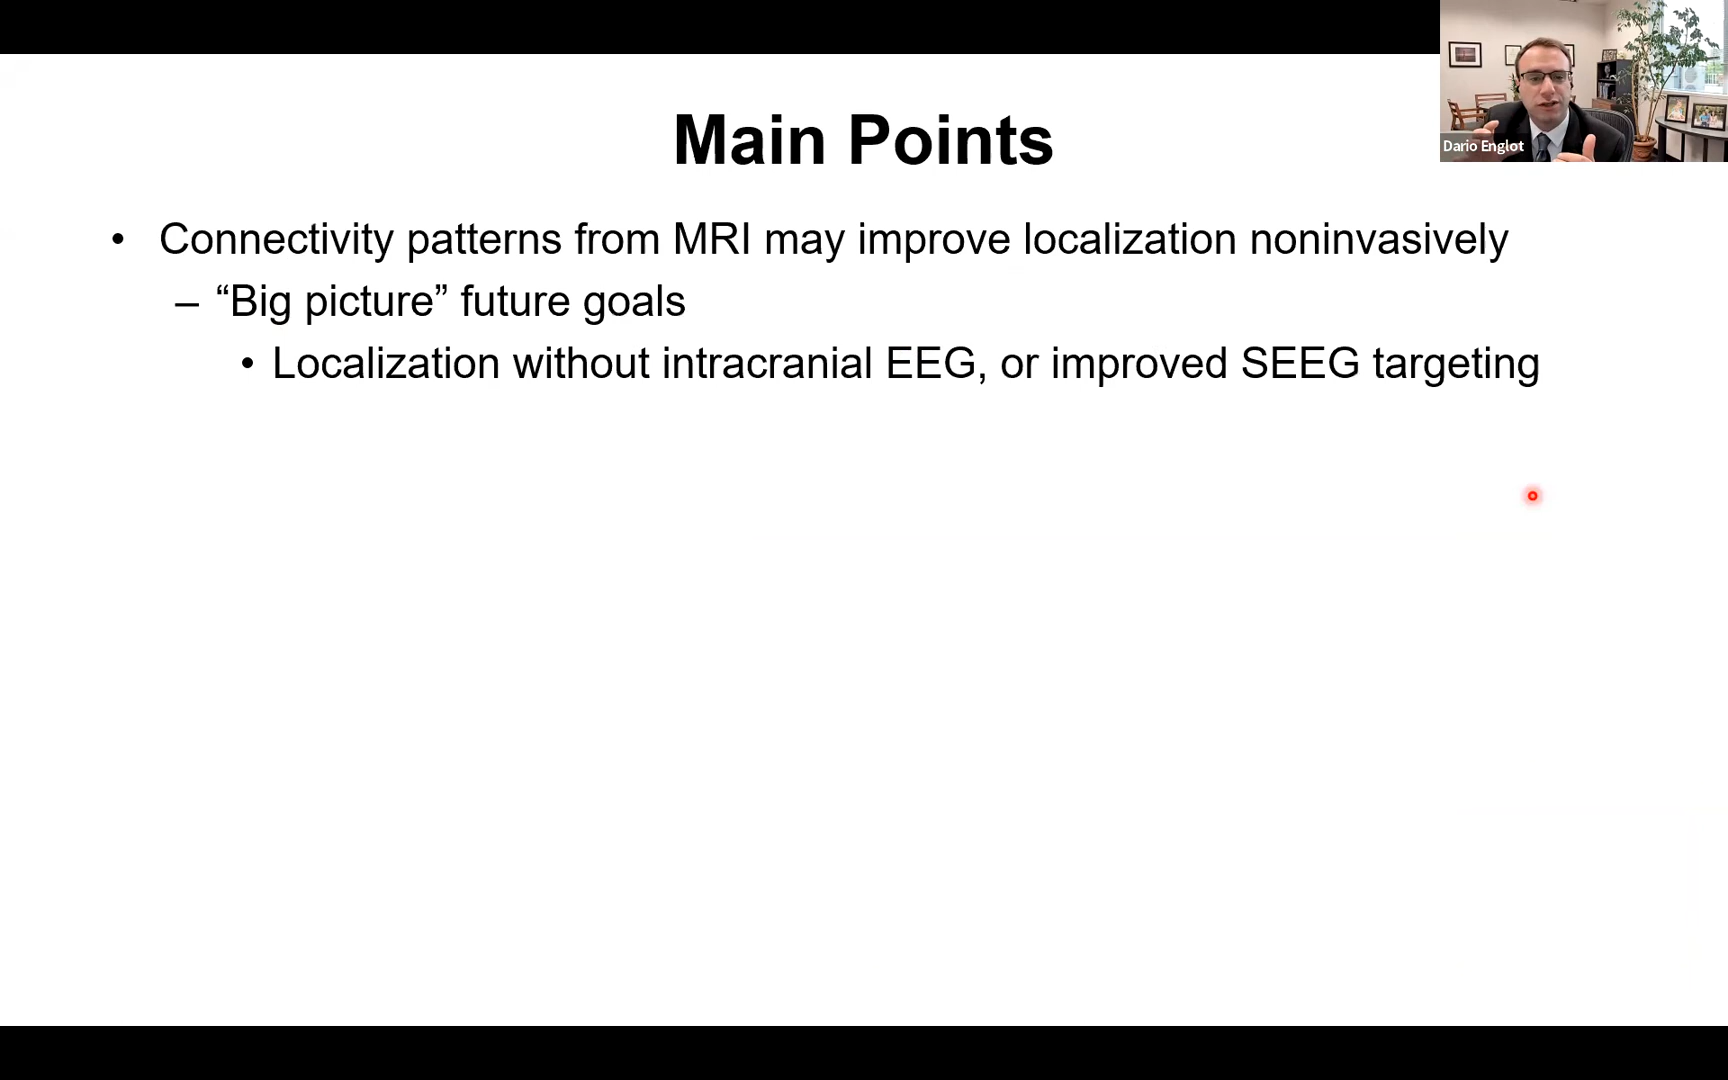 Main Points
• Connectivity patterns from MRI may improve localization noninvasively
– “Big picture” future goals
• Localization without intracranial EEG, or improved SEEG targeting
Dario Englot